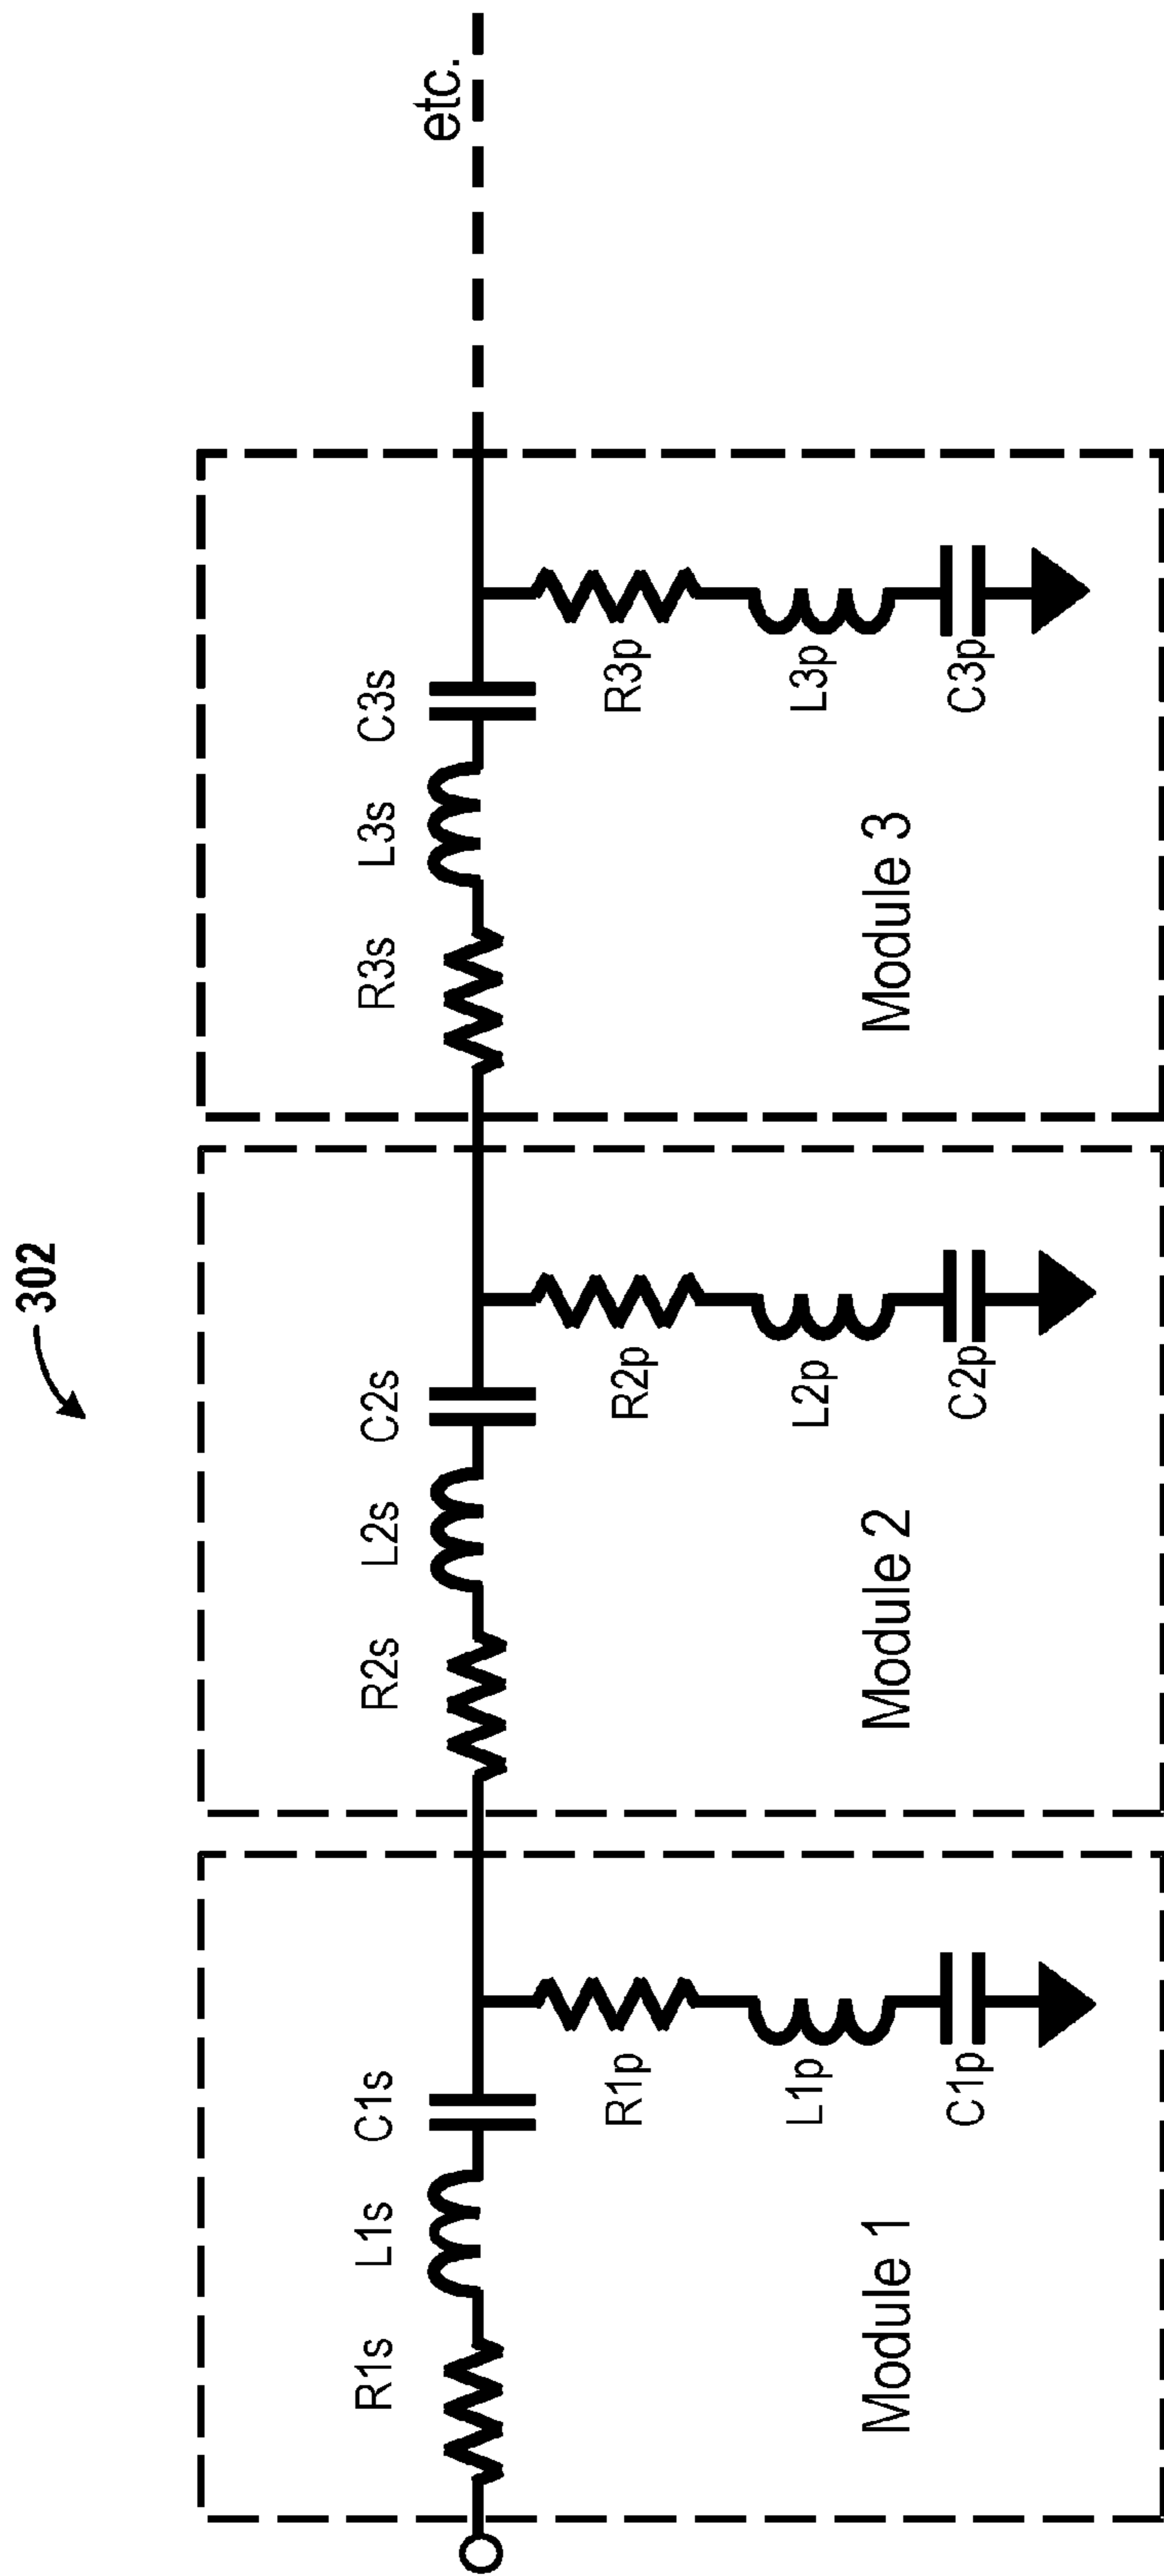 302
etc.
R1s L1s C1s
R1p
L1p
C1p
Module 1
R2s L2s C2s
R2p
L2p
C2p
Module 2
R3s L3s C3s
R3p
L3p
C3p
Module 3